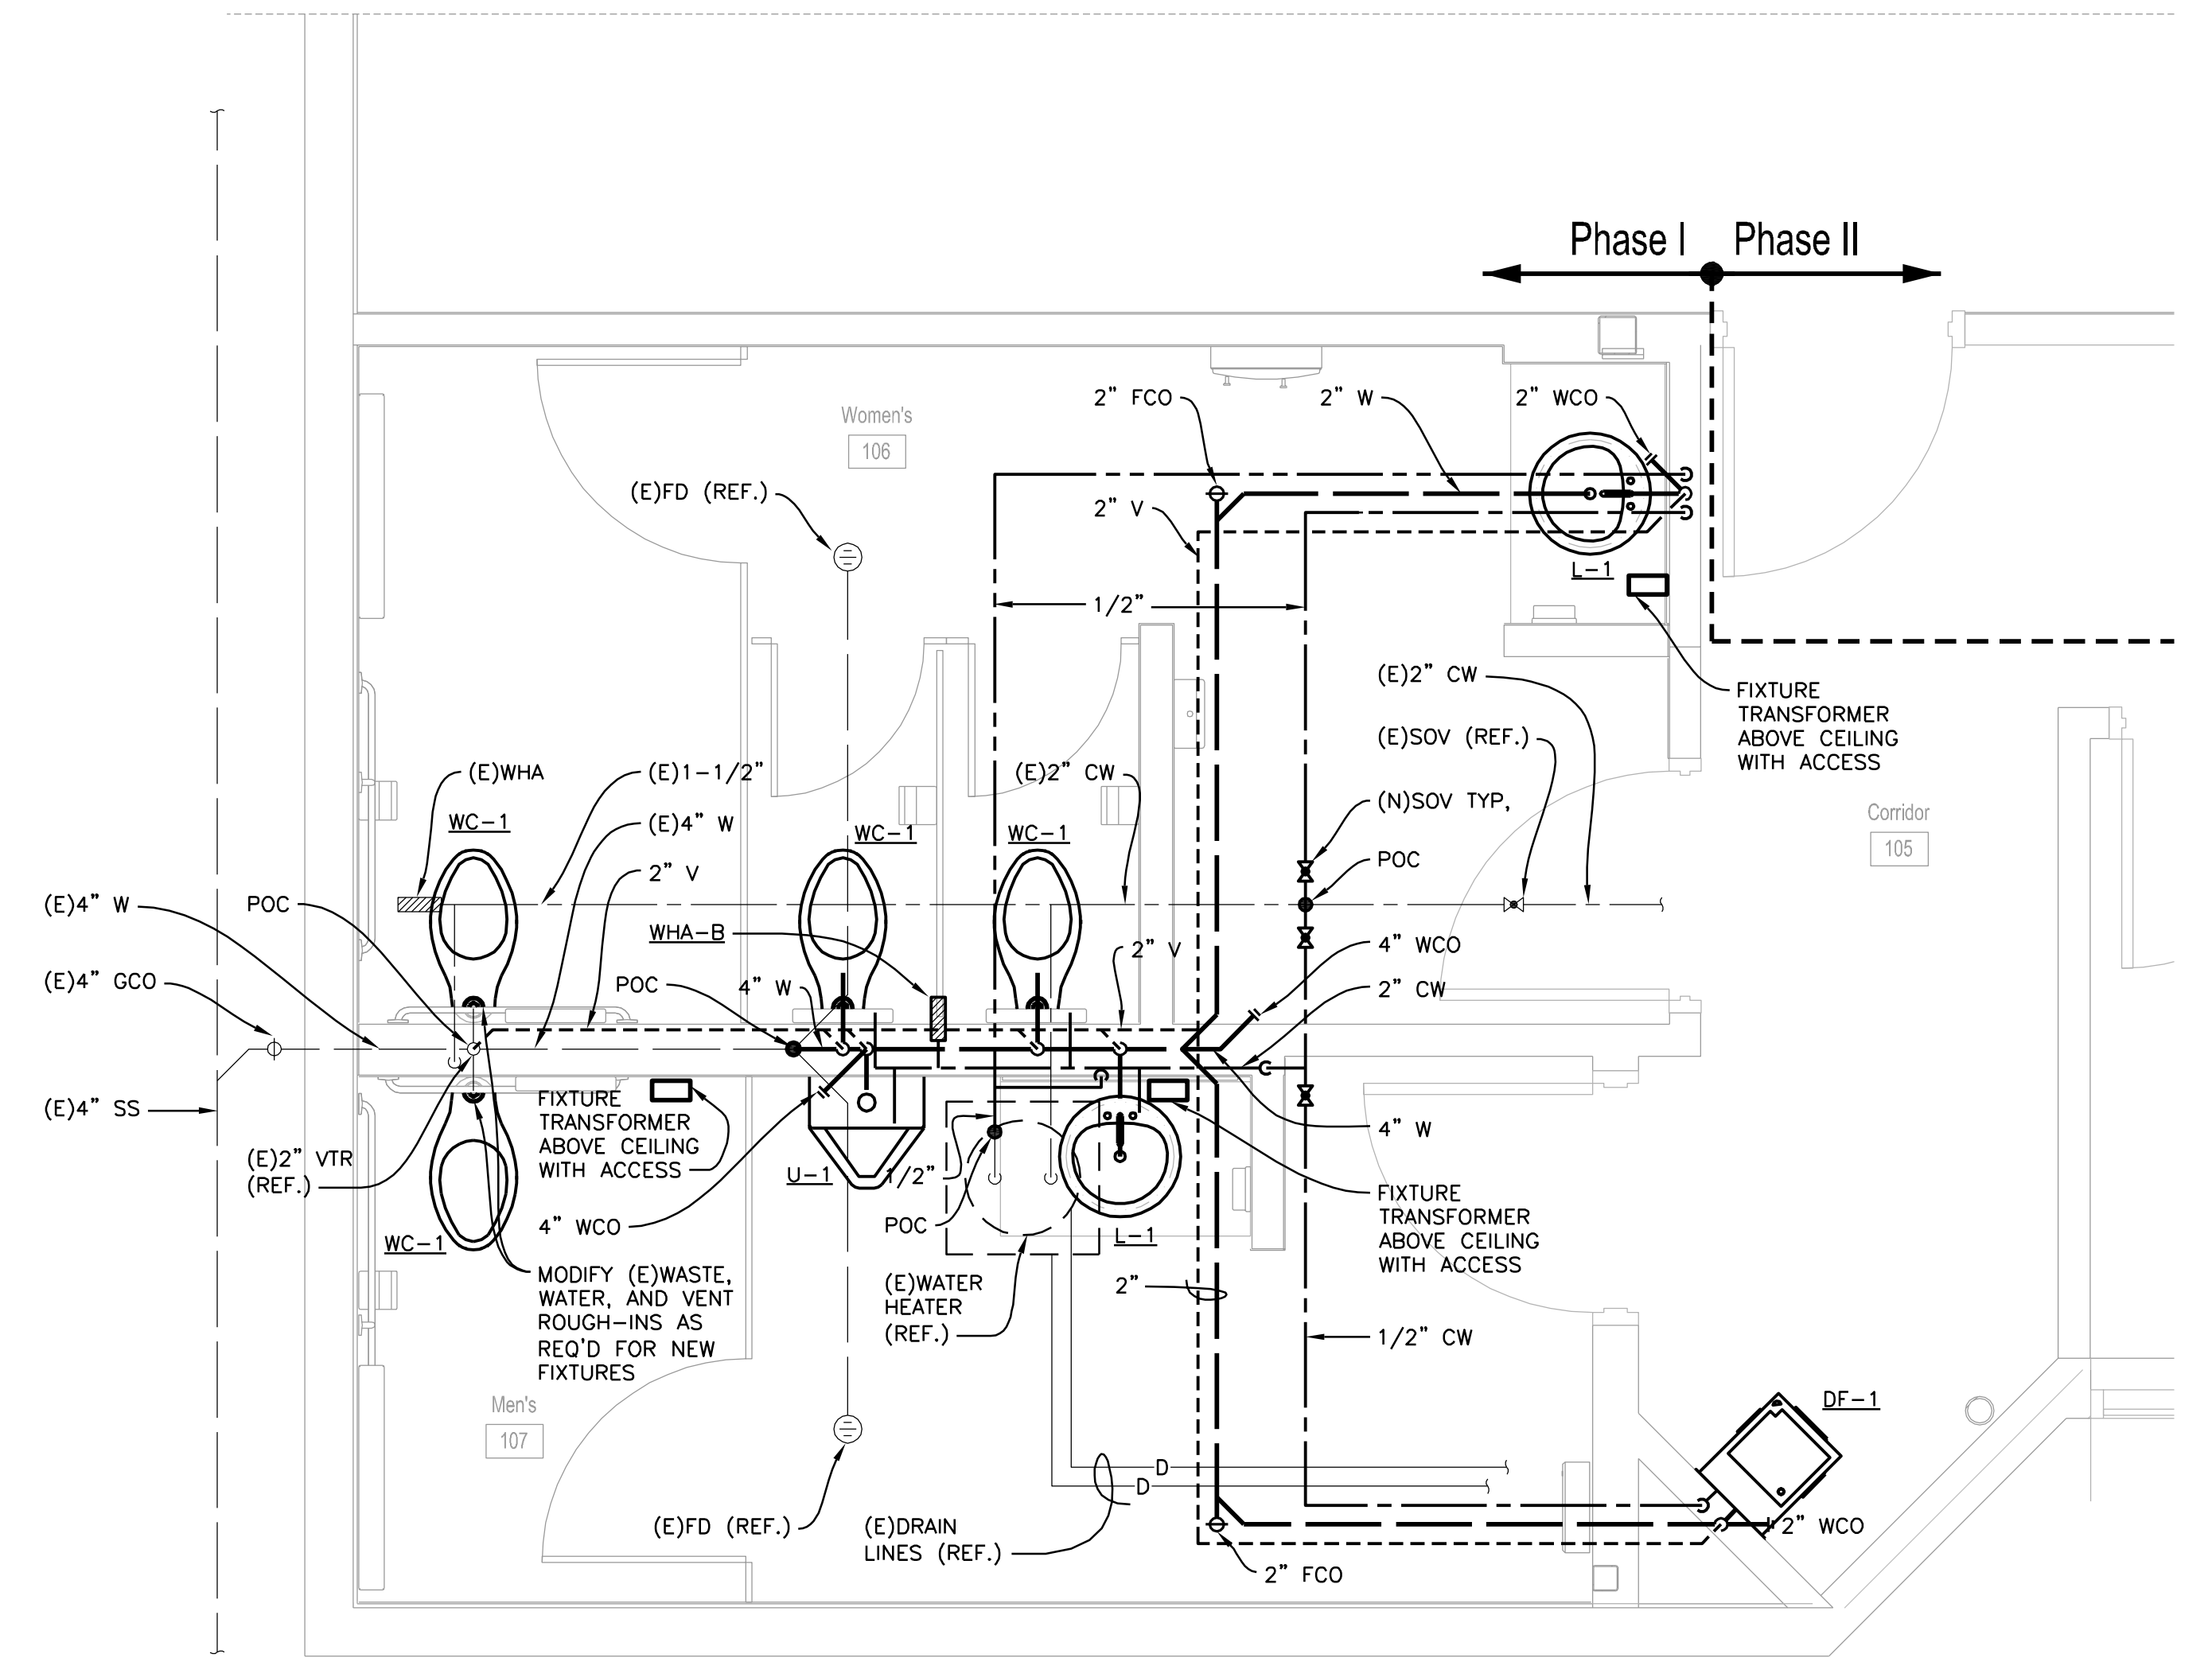 Phase I Phase II
2" FCO
2" W
2" WCO
Women's
106
(E)FD (REF.)
2" V
L-1
1/2"
(E)2" CW
FIXTURE
TRANSFORMER
ABOVE CEILING
WITH ACCESS
(E)SOV (REF.)
(E)WHA
(E)1-1/2"
(E)2" CW
(N)SOV TYP,
Corridor
105
WC-1
(E)4" W
WC-1
WC-1
POC
2" V
(E)4" W
POC
WHA-B
2" V
4" WCO
(E)4" GCO
POC
4" W
2" CW
(E)4" SS
FIXTURE
TRANSFORMER
ABOVE CEILING
WITH ACCESS
4" W
(E)2" VTR
(REF.)
U-1
1/2"
FIXTURE
TRANSFORMER
ABOVE CEILING
WITH ACCESS
4" WCO
POC
L-1
WC-1
MODIFY (E)WASTE,
WATER, AND VENT
ROUGH-INS AS
REQ'D FOR NEW
FIXTURES
(E)WATER
HEATER
(REF.)
2"
1/2" CW
Men's
107
DF-1
D
D
(E)FD (REF.)
(E)DRAIN
LINES (REF.)
2" WCO
2" FCO